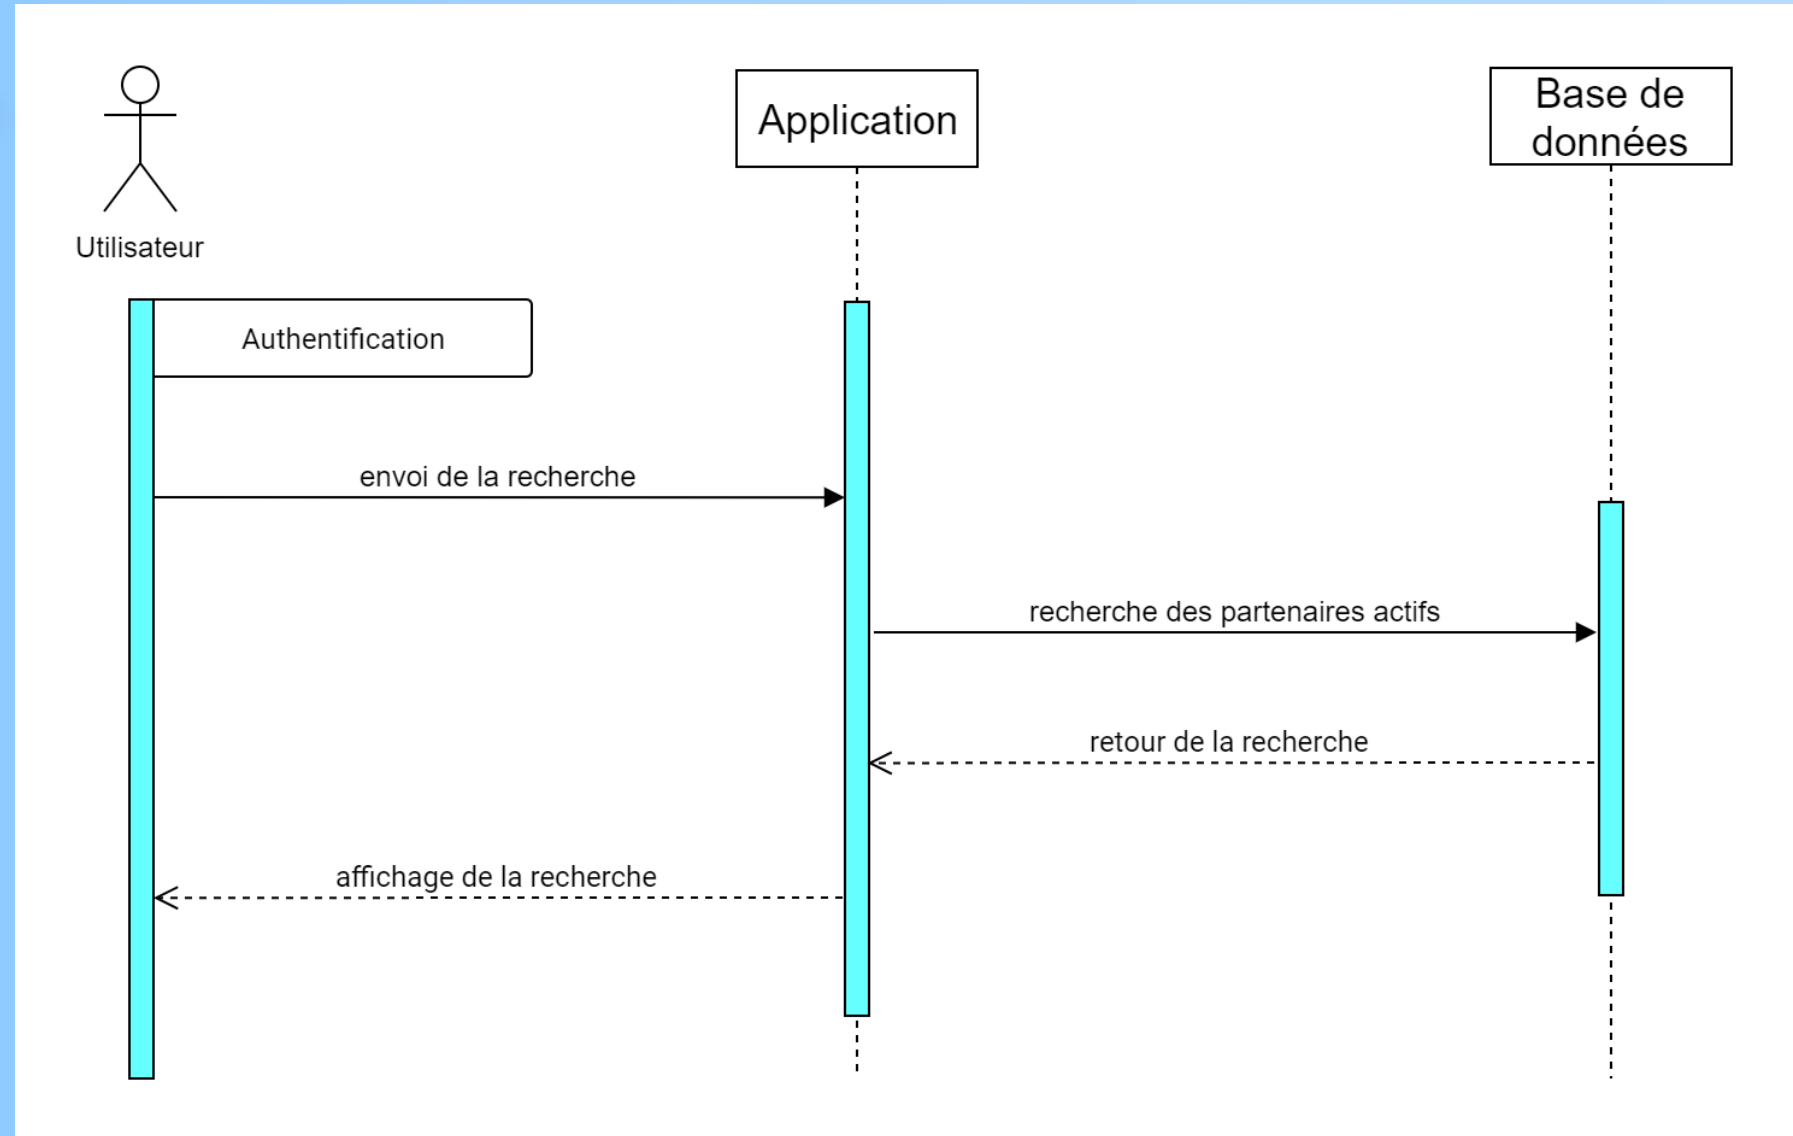 Application
Base de
données
Utilisateur
Authentification
envoi de la recherche
recherche des partenaires actifs
retour de la recherche
affichage de la recherche